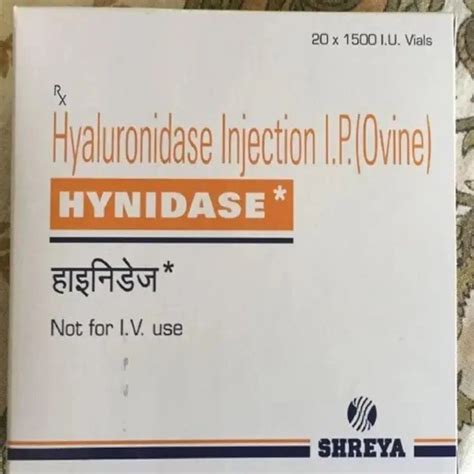 20 x 1500 I.U. Vials
Rx
Hyaluronidase Injection I.P.(Ovine)
HYNIDASE*
हाइनिडेज*
Not for I.V. use
SHREYA